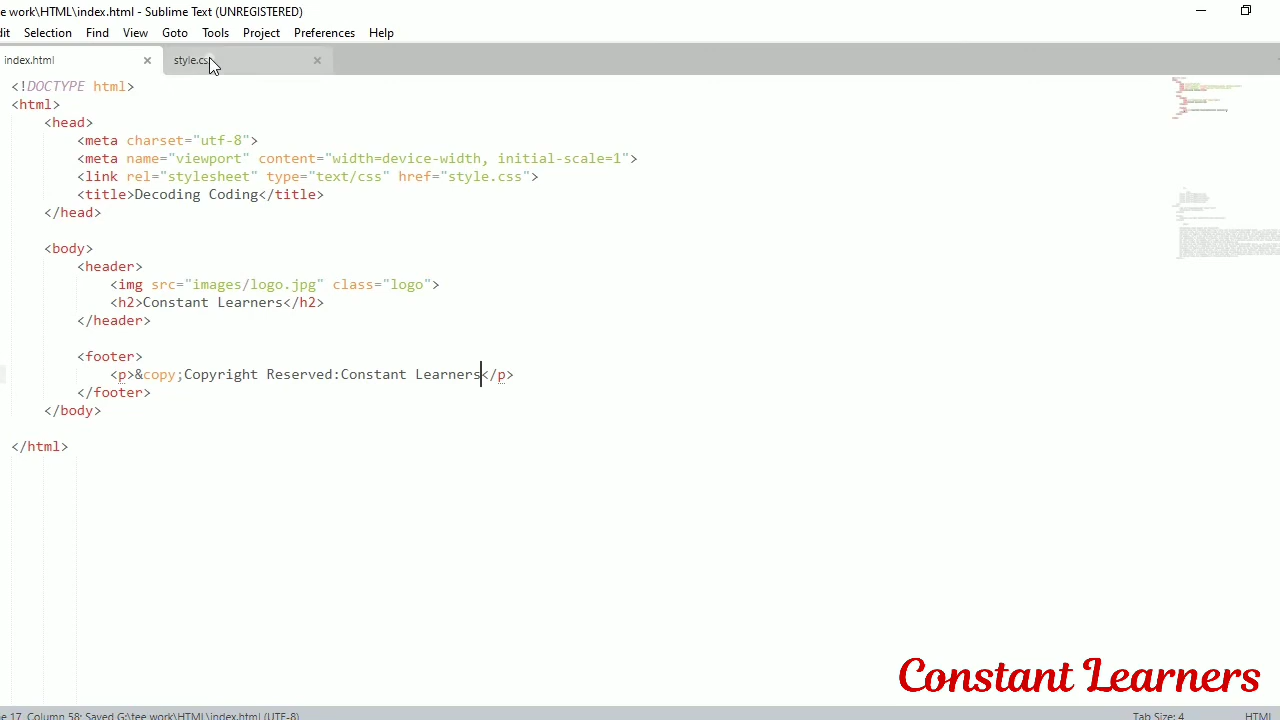 ee work\HTML\index.html - Sublime Text (UNREGISTERED)
dit Selection Find View Goto Tools Project Preferences Help
index.html × style.cs ×
<!DOCTYPE html>
<html>
<head>
<meta charset="utf-8">
<meta name="viewport" content="width=device-width, initial-scale=1">
<link rel="stylesheet" type="text/css" href="style.css">
<title>Decoding Coding</title>
</head>
<body>
<header>
<img src="images/logo.jpg" class="logo">
<h2>Constant Learners</h2>
</header>
<footer>
<p>&copy;Copyright Reserved:Constant Learners</p>
</footer>
</body>
</html>
Constant Learners
e 17, Column 58; Saved G:\tee work\HTML\index.html (UTF-8) Tab Size: 4 HTML